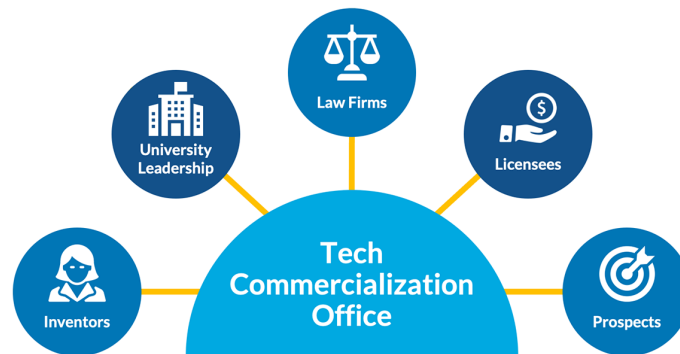 Law Firms
University
Leadership
$
Licensees
Tech
Commercialization
Office
Inventors
Prospects